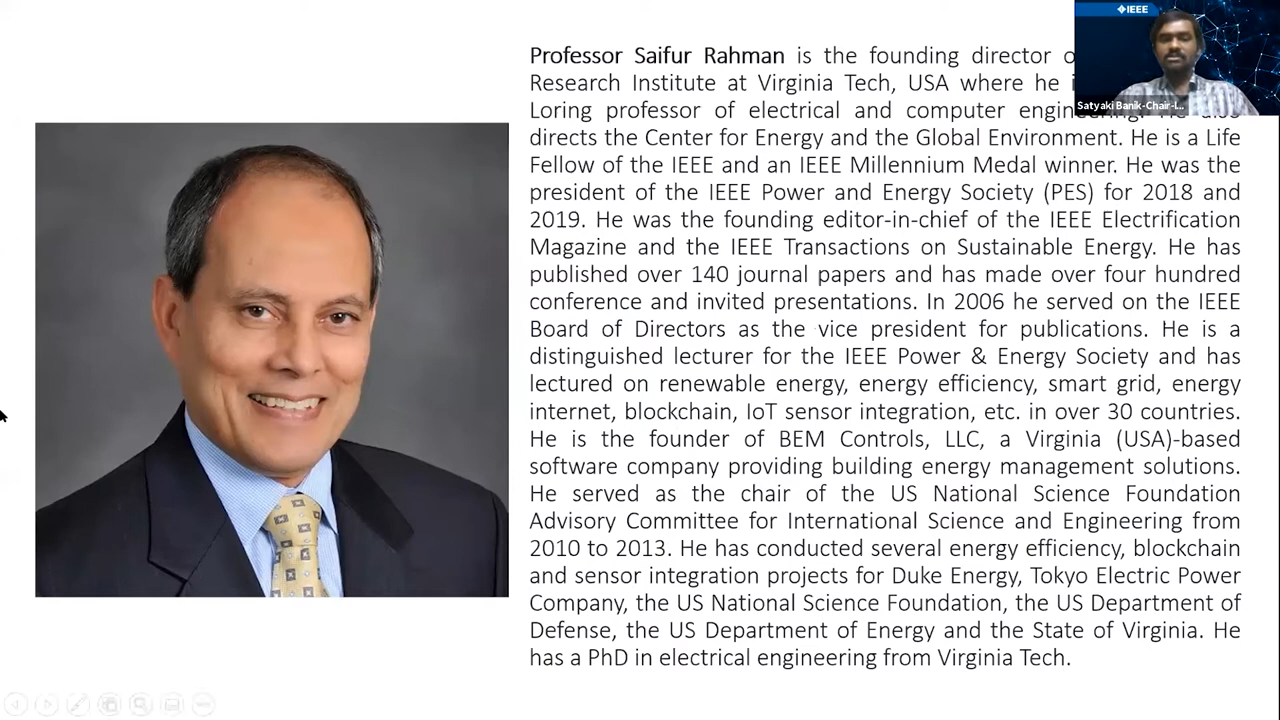 IEEE
Satyaki Banik-Chair-I...
Professor Saifur Rahman is the founding director
Research Institute at Virginia Tech, USA where he
Loring professor of electrical and computer engineering. He also
directs the Center for Energy and the Global Environment. He is a Life
Fellow of the IEEE and an IEEE Millennium Medal winner. He was the
president of the IEEE Power and Energy Society (PES) for 2018 and
2019. He was the founding editor-in-chief of the IEEE Electrification
Magazine and the IEEE Transactions on Sustainable Energy. He has
published over 140 journal papers and has made over four hundred
conference and invited presentations. In 2006 he served on the IEEE
Board of Directors as the vice president for publications. He is a
distinguished lecturer for the IEEE Power & Energy Society and has
lectured on renewable energy, energy efficiency, smart grid, energy
internet, blockchain, IoT sensor integration, etc. in over 30 countries.
He is the founder of BEM Controls, LLC, a Virginia (USA)-based
software company providing building energy management solutions.
He served as the chair of the US National Science Foundation
Advisory Committee for International Science and Engineering from
2010 to 2013. He has conducted several energy efficiency, blockchain
and sensor integration projects for Duke Energy, Tokyo Electric Power
Company, the US National Science Foundation, the US Department of
Defense, the US Department of Energy and the State of Virginia. He
has a PhD in electrical engineering from Virginia Tech.